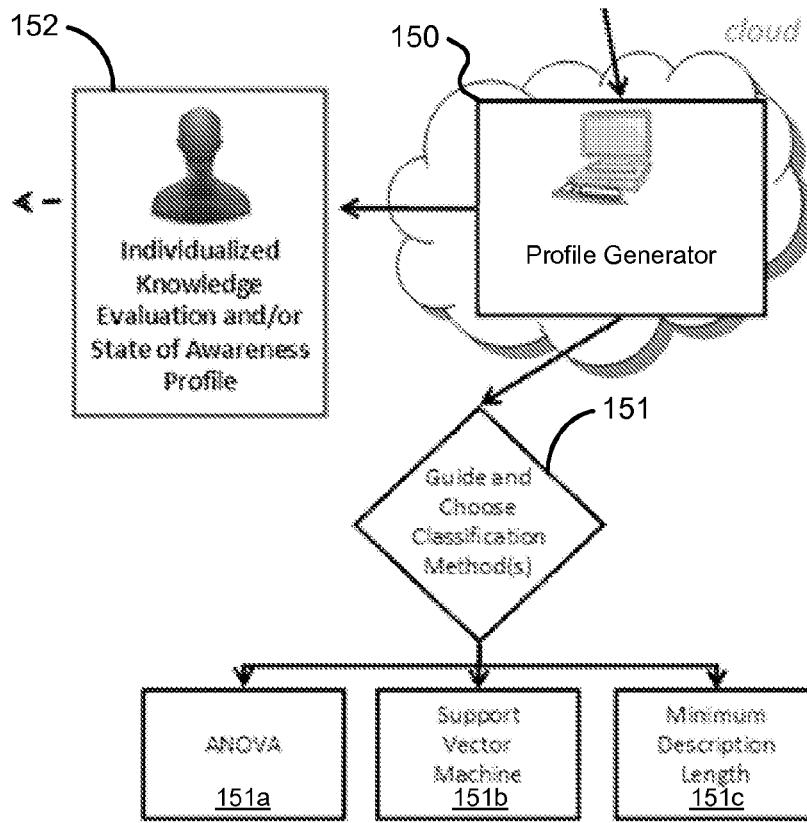 152
150
cloud
Profile Generator
Individualized
Knowledge
Evaluation and/or
State of Awareness
Profile
151
Guide and
Choose
Classification
Method(s)
ANOVA
151a
Support
Vector
Machine
151b
Minimum
Description
Length
151c